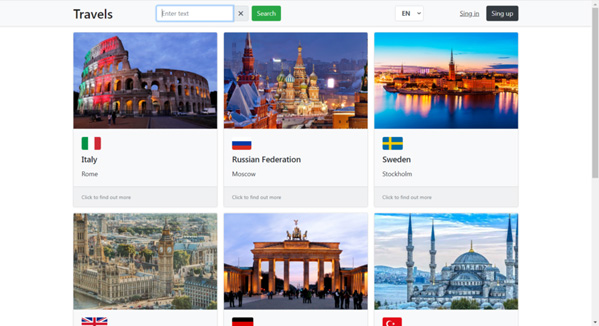 Travels
Enter text
✕
Search
EN
Sing in
Sing up
Italy
Rome
Click to find out more
Russian Federation
Moscow
Click to find out more
Sweden
Stockholm
Click to find out more